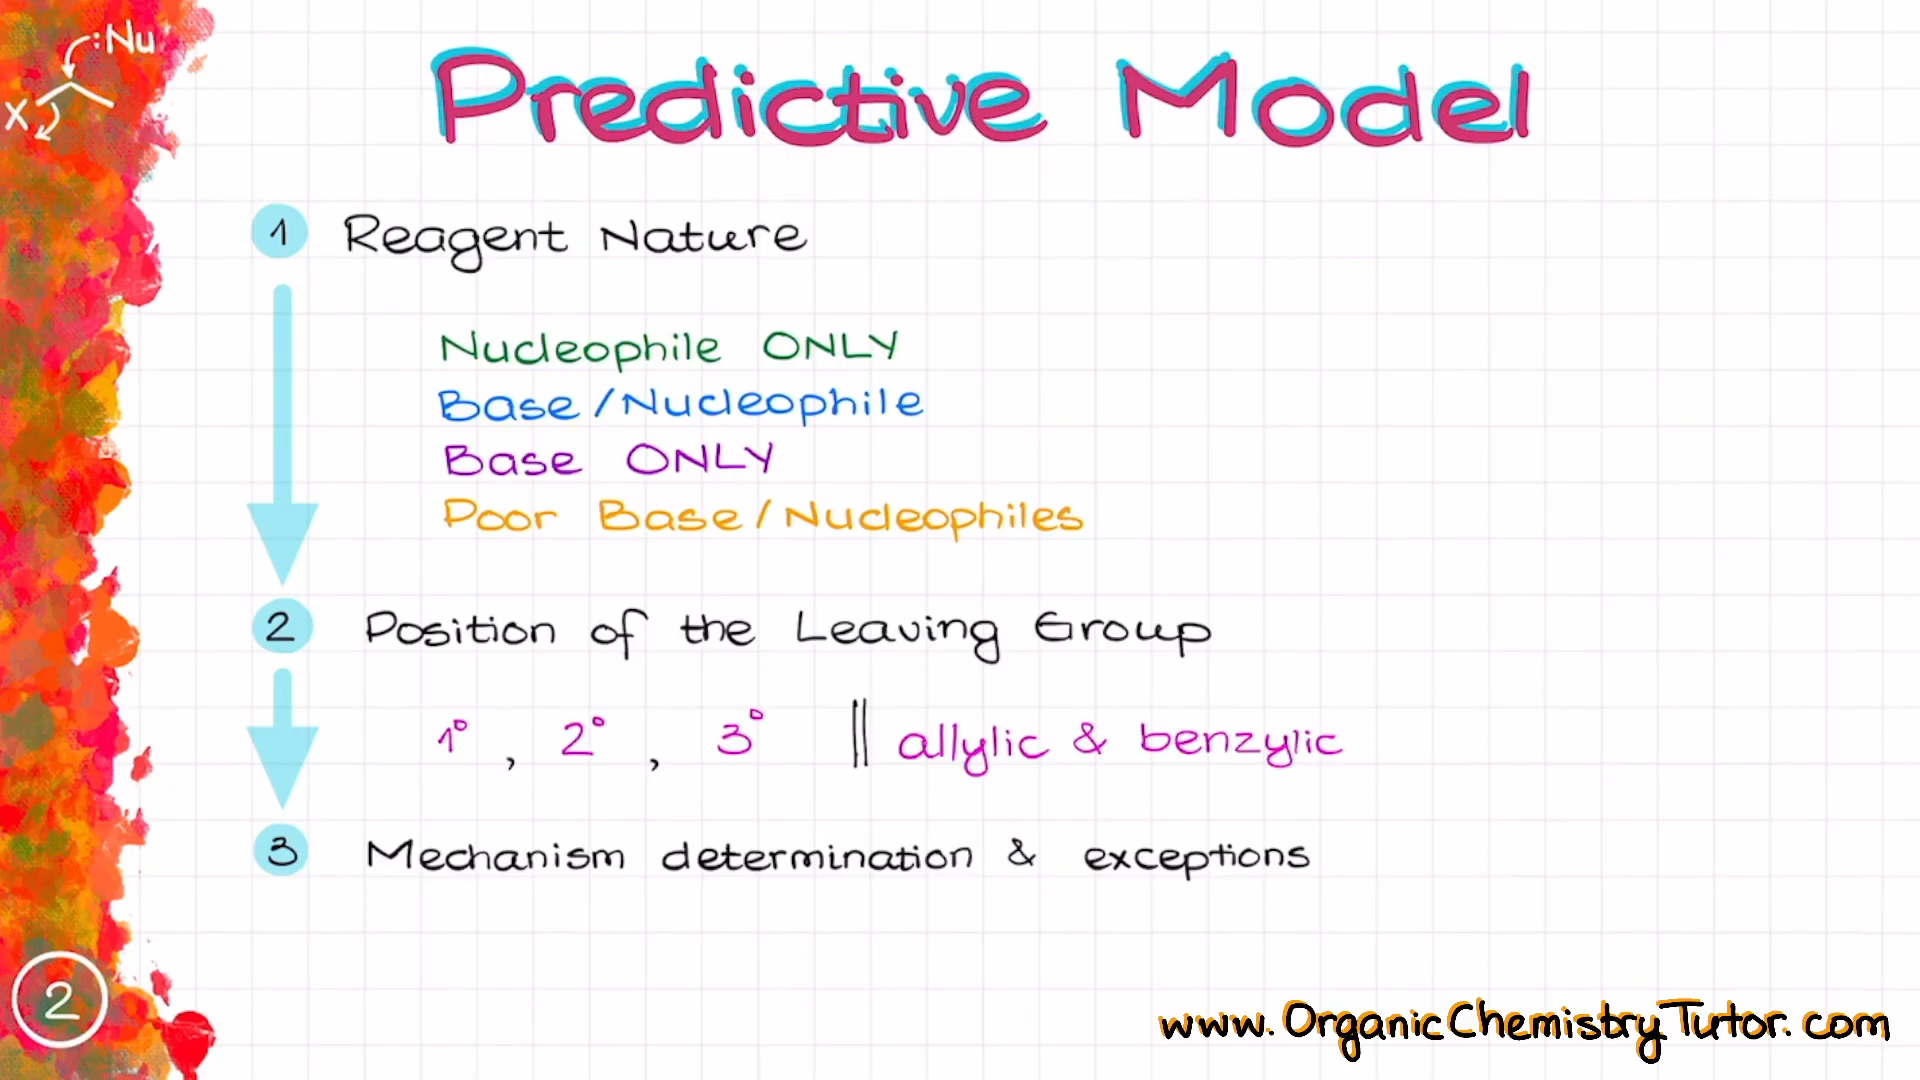 :Nu
X
Predictive Model
1 Reagent Nature
Nucleophile ONLY
Base/Nucleophile
Base ONLY
Poor Base/Nucleophiles
2 Position of the Leaving Group
1°, 2°, 3° || allylic & benzylic
3 Mechanism determination & exceptions
2
www.OrganicChemistryTutor.com